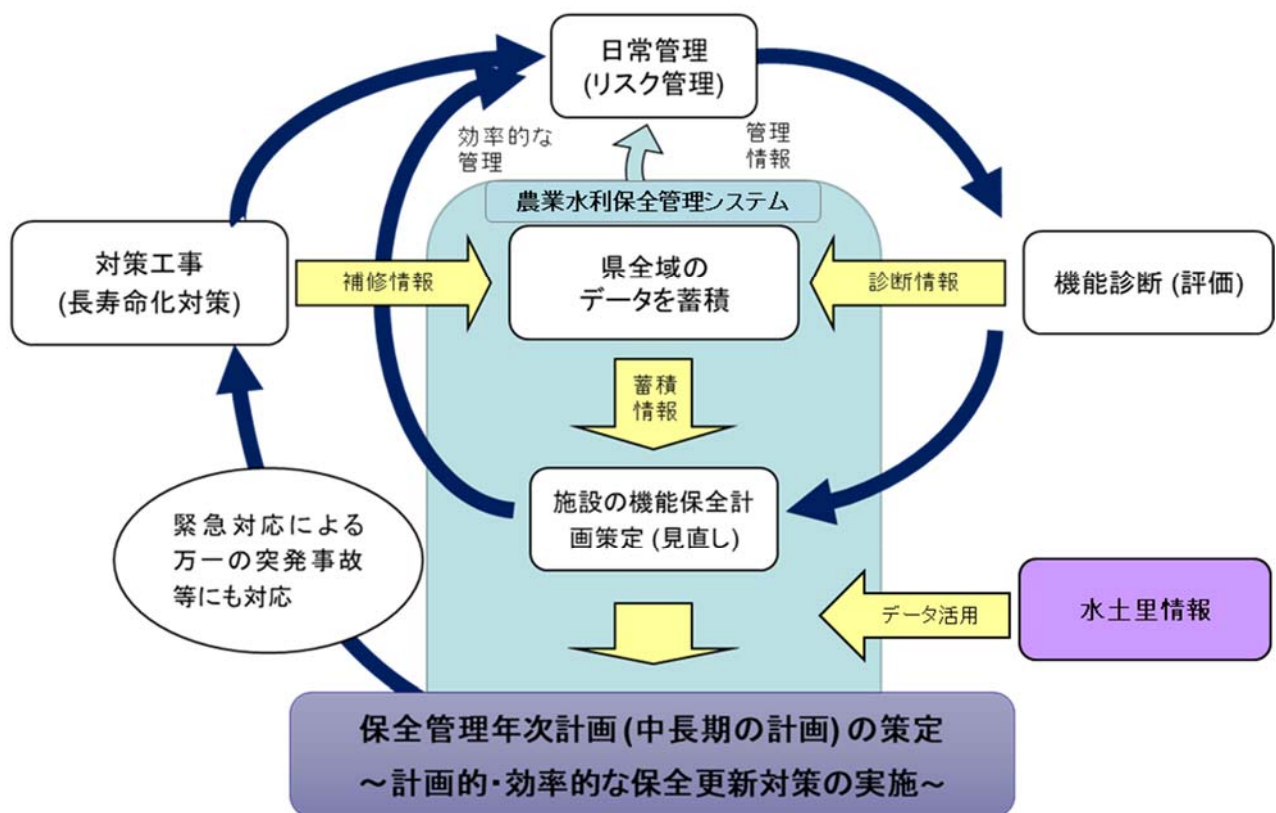 日常管理
(リスク管理)
効率的な
管理
管理
情報
農業水利保全管理システム
対策工事
(長寿命化対策)
補修情報
県全域の
データを蓄積
診断情報
機能診断 (評価)
蓄積
情報
施設の機能保全計
画策定 (見直し)
緊急対応による
万一の突発事故
等にも対応
データ活用
水土里情報
保全管理年次計画 (中長期の計画) の策定
～計画的・効率的な保全更新対策の実施～